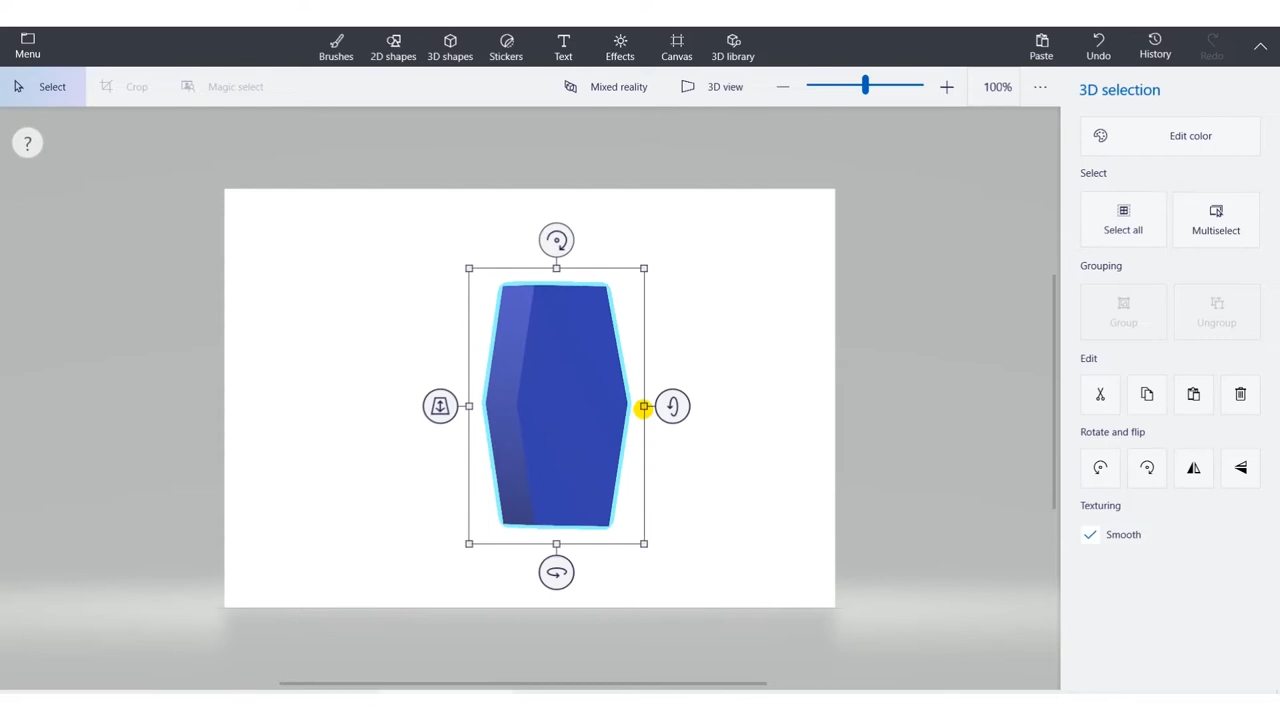 Menu
Brushes
2D shapes
3D shapes
Stickers
Text
Effects
Canvas
3D library
Paste
Undo
History
Redo
Select
Crop
Magic select
Mixed reality
3D view
100%
3D selection
?
Edit color
Select
Select all
Multiselect
Grouping
Group
Ungroup
Edit
Rotate and flip
Texturing
Smooth